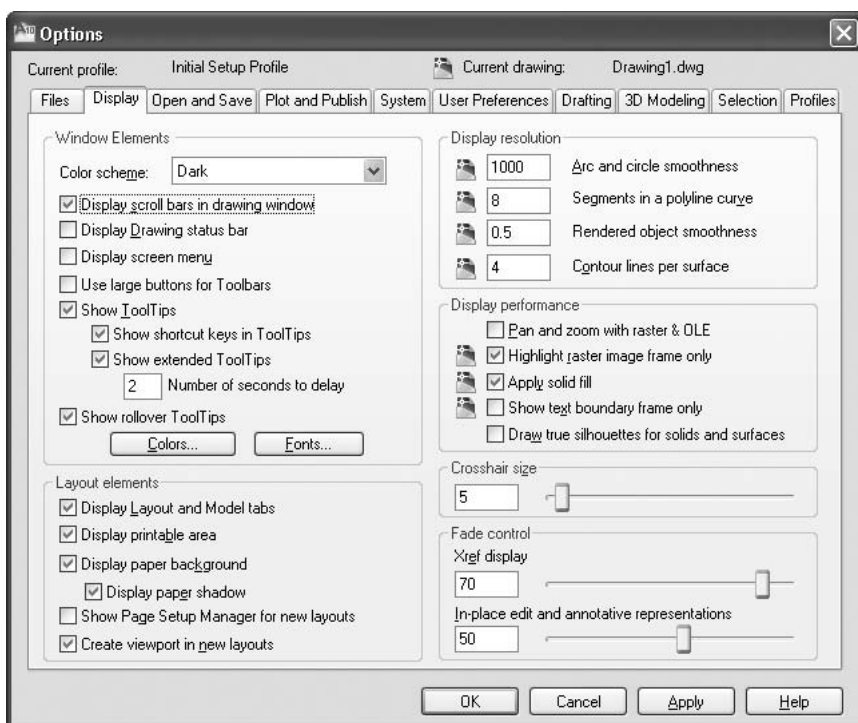 Options
Current profile: Initial Setup Profile Current drawing: Drawing1.dwg
Files Display Open and Save Plot and Publish System User Preferences Drafting 3D Modeling Selection Profiles
Window Elements
Color scheme: Dark
Display scroll bars in drawing window
Display Drawing status bar
Display screen menu
Use large buttons for Toolbars
Show ToolTips
Show shortcut keys in ToolTips
Show extended ToolTips
2 Number of seconds to delay
Show rollover ToolTips
Colors... Fonts...
Layout elements
Display Layout and Model tabs
Display printable area
Display paper background
Display paper shadow
Show Page Setup Manager for new layouts
Create viewport in new layouts
Display resolution
1000 Arc and circle smoothness
8 Segments in a polyline curve
0.5 Rendered object smoothness
4 Contour lines per surface
Display performance
Pan and zoom with raster & OLE
Highlight raster image frame only
Apply solid fill
Show text boundary frame only
Draw true silhouettes for solids and surfaces
Crosshair size
5
Fade control
Xref display
70
In-place edit and annotative representations
50
OK Cancel Apply Help